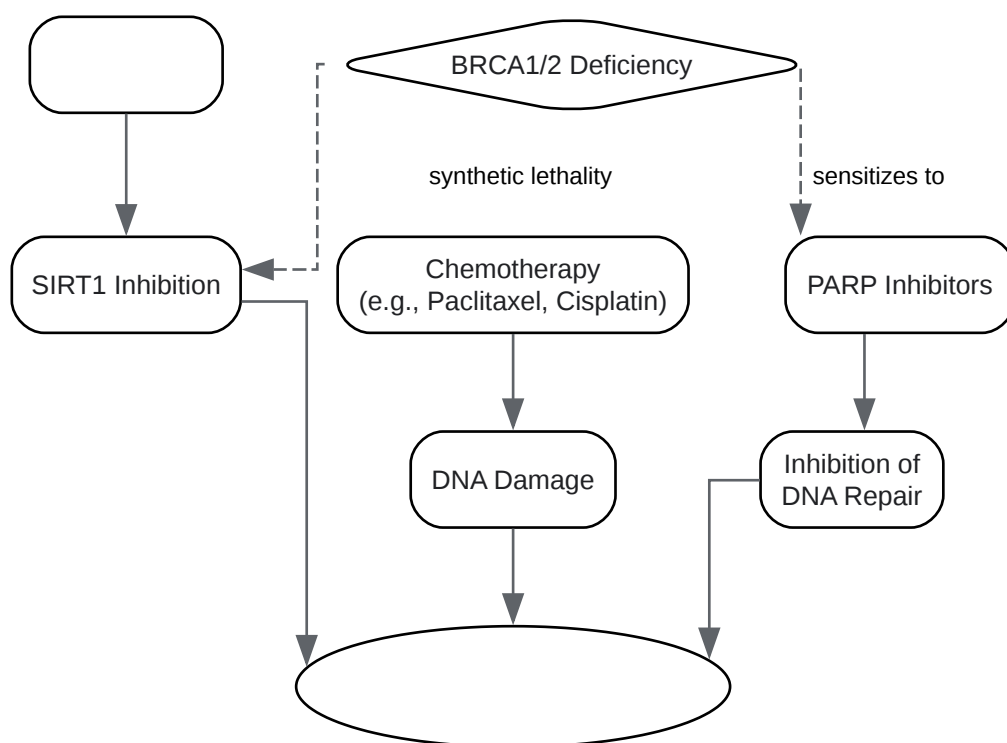 BRCA1/2 Deficiency
synthetic lethality
sensitizes to
SIRT1 Inhibition
Chemotherapy
(e.g., Paclitaxel, Cisplatin)
PARP Inhibitors
DNA Damage
Inhibition of
DNA Repair